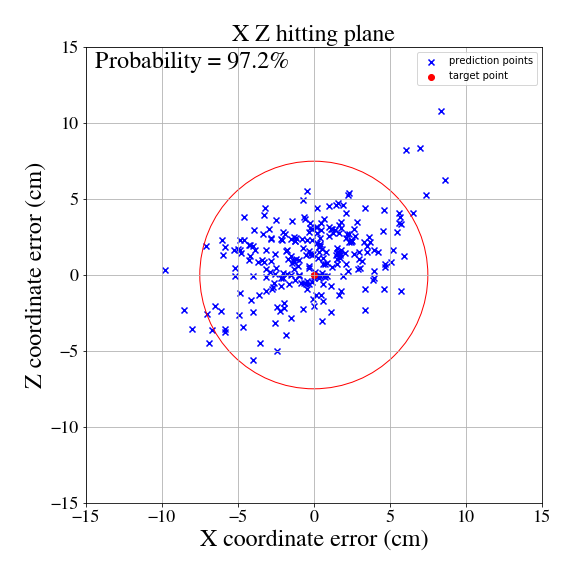 X Z hitting plane
Probability = 97.2%
prediction points
target point
15
10
5
0
−5
−10
−15
Z coordinate error (cm)
−15
−10
−5
0
5
10
15
X coordinate error (cm)